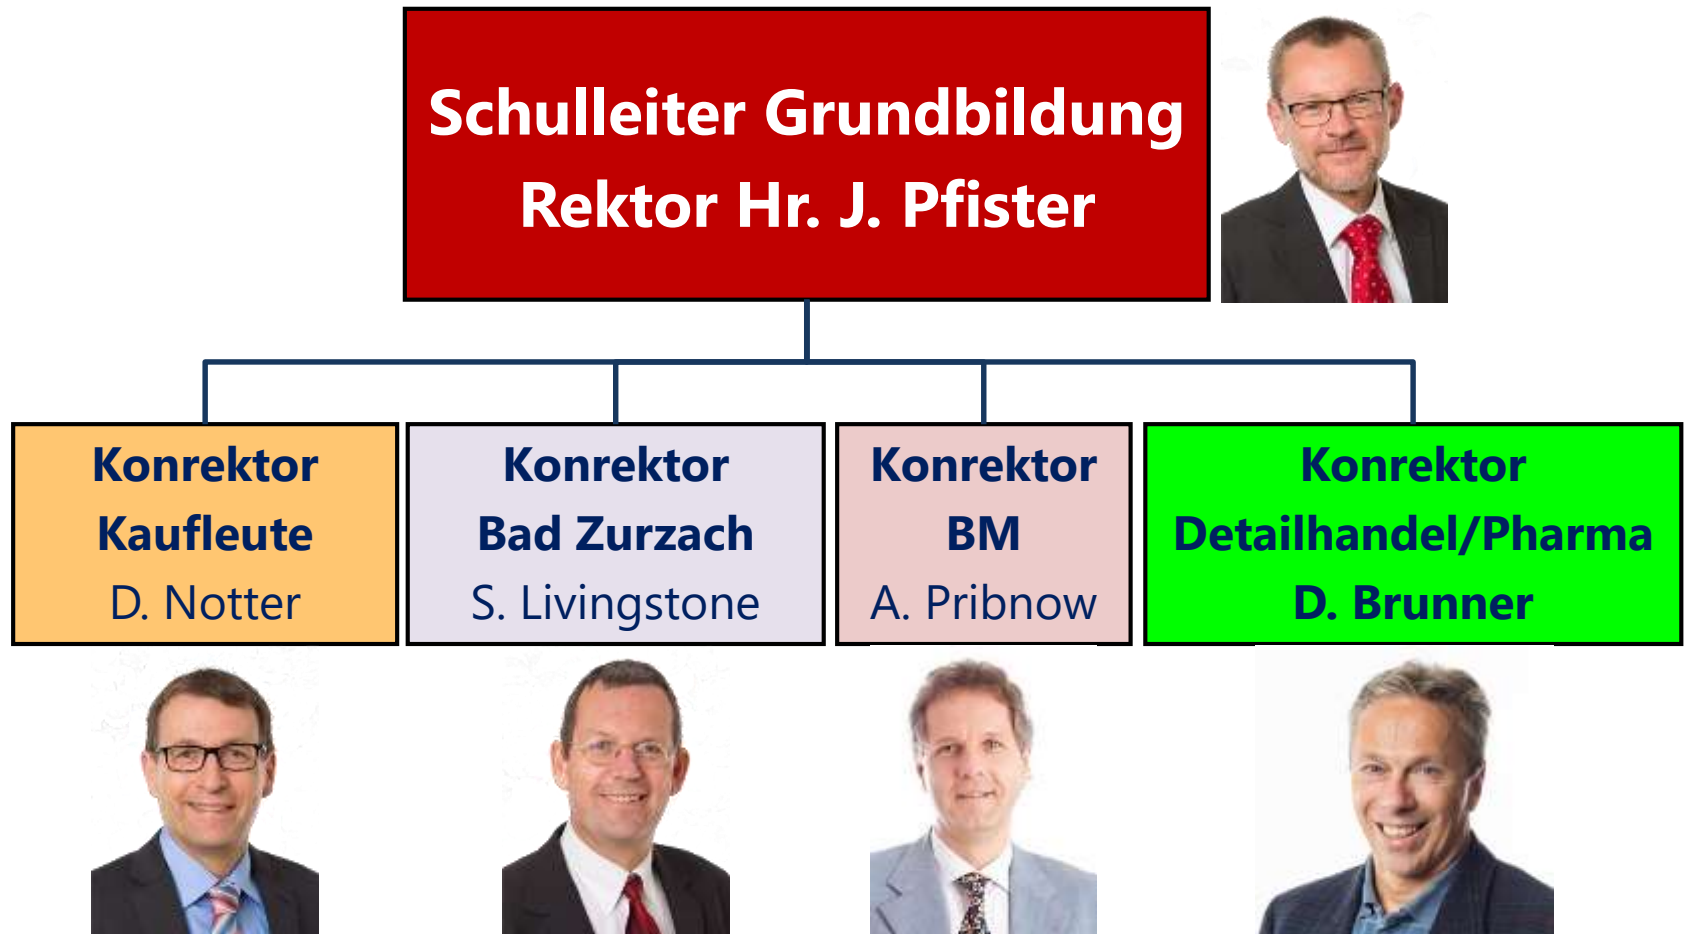 Schulleiter Grundbildung
Rektor Hr. J. Pfister
Konrektor
Kaufleute
D. Notter
Konrektor
Bad Zurzach
S. Livingstone
Konrektor
BM
A. Pribnow
Konrektor
Detailhandel/Pharma
D. Brunner